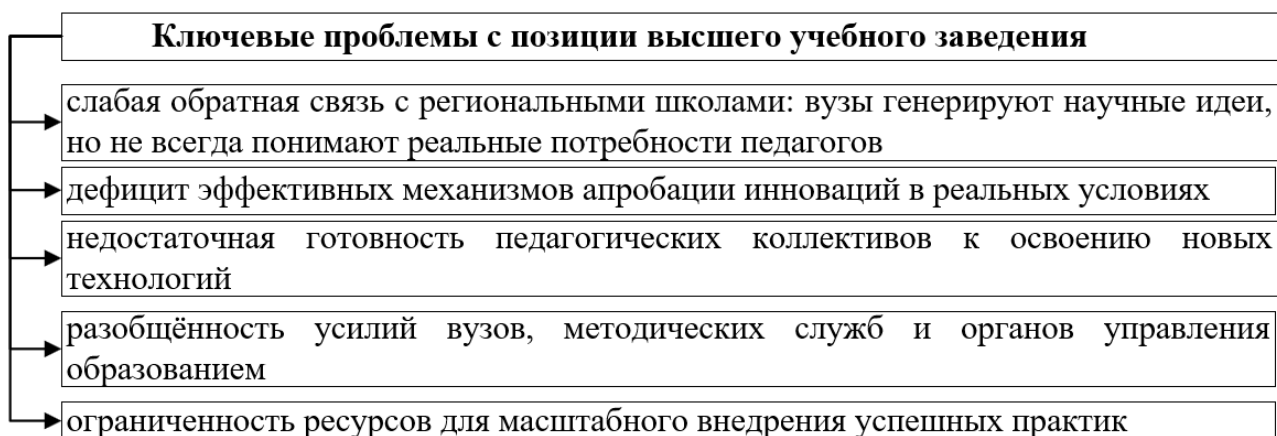 Ключевые проблемы с позиции высшего учебного заведения
слабая обратная связь с региональными школами: вузы генерируют научные идеи,
но не всегда понимают реальные потребности педагогов
дефицит эффективных механизмов апробации инноваций в реальных условиях
недостаточная готовность педагогических коллективов к освоению новых
технологий
разобщённость усилий вузов, методических служб и органов управления
образованием
ограниченность ресурсов для масштабного внедрения успешных практик